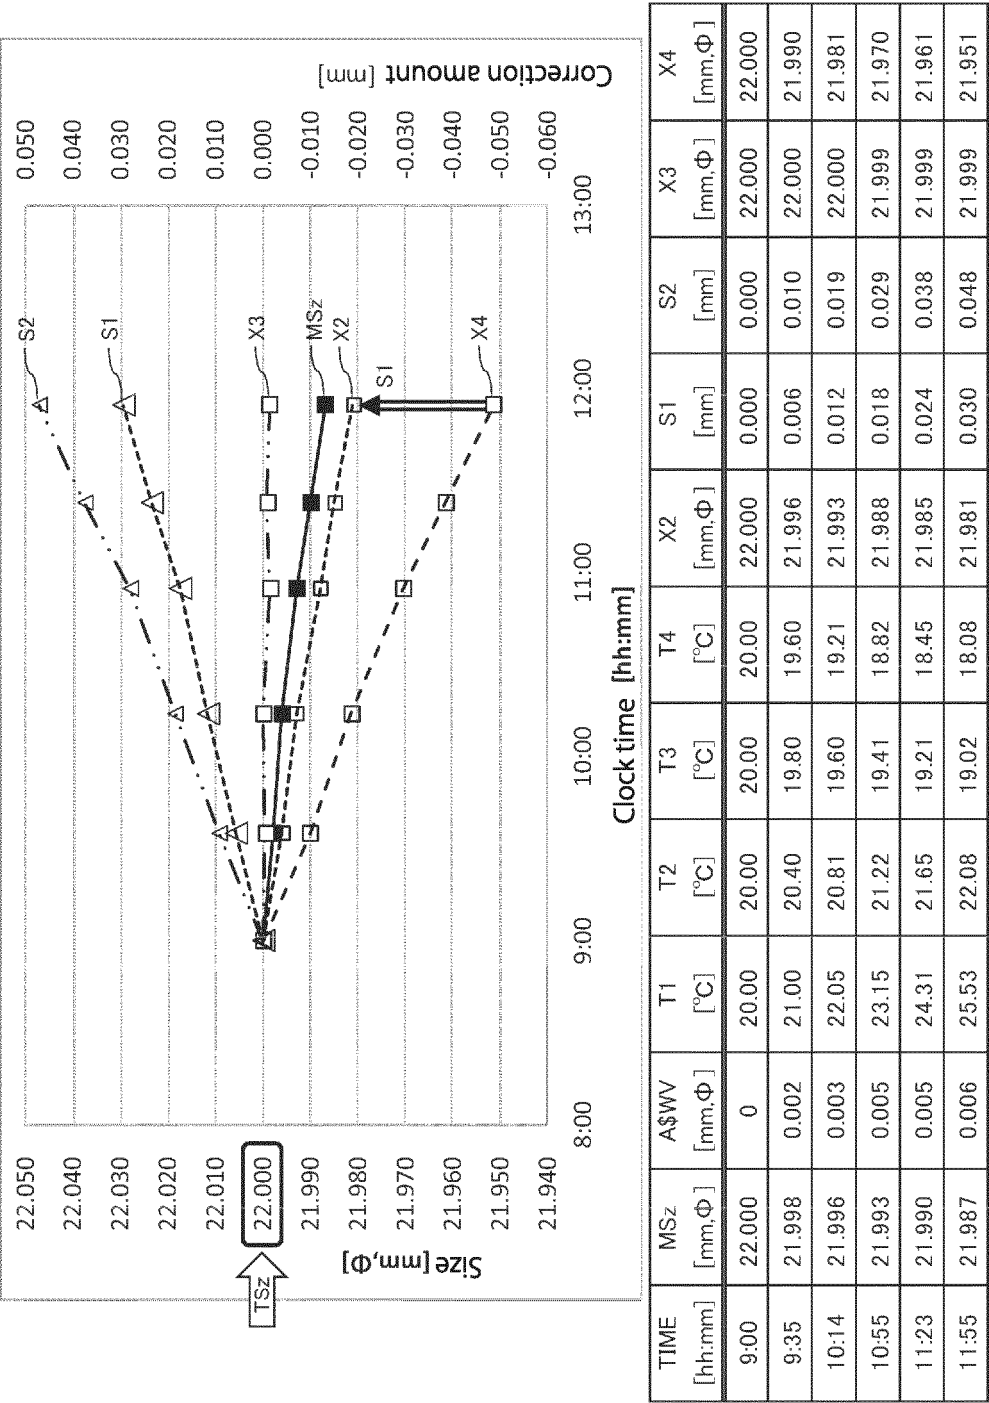 Correction amount [mm]
0.050
0.040
0.030
0.020
0.010
0.000
-0.010
-0.020
-0.030
-0.040
-0.050
-0.060
S2
S1
X3
MSz
X2
S1
X4
22.050
22.040
22.030
22.020
22.010
22.000
21.990
21.980
21.970
21.960
21.950
21.940
TSz
Size [mm,Φ]
8:00 9:00 10:00 11:00 12:00 13:00
Clock time [hh:mm]
TIME MSz A$WV T1 T2 T3 T4 X2 S1 S2 X3 X4
[hh:mm] [mm,Φ] [mm,Φ] [°C] [°C] [°C] [°C] [mm,Φ] [mm] [mm] [mm,Φ] [mm,Φ]
9:00 22.000 0 20.00 20.00 20.00 20.00 22.000 0.000 0.000 22.000 22.000
9:35 21.998 0.002 21.00 20.40 19.80 19.60 21.996 0.006 0.010 22.000 21.990
10:14 21.996 0.003 22.05 20.81 19.60 19.21 21.993 0.012 0.019 22.000 21.981
10:55 21.993 0.005 23.15 21.22 19.41 18.82 21.988 0.018 0.029 21.999 21.970
11:23 21.990 0.005 24.31 21.65 19.21 18.45 21.985 0.024 0.038 21.999 21.961
11:55 21.987 0.006 25.53 22.08 19.02 18.08 21.981 0.030 0.048 21.999 21.951